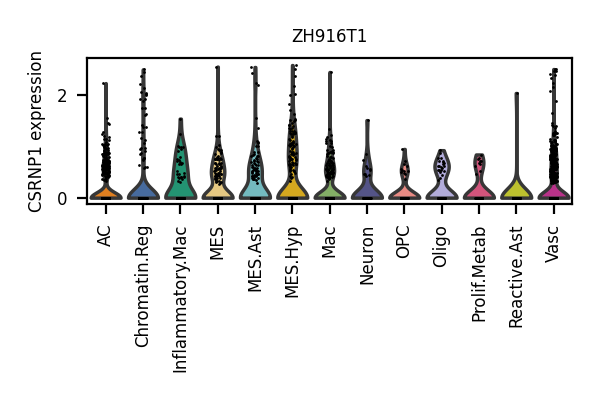 ZH916T1
CSRNP1 expression
2
0
AC
Chromatin.Reg
Inflammatory.Mac
MES
MES.Ast
MES.Hyp
Mac
Neuron
OPC
Oligo
Prolif.Metab
Reactive.Ast
Vasc